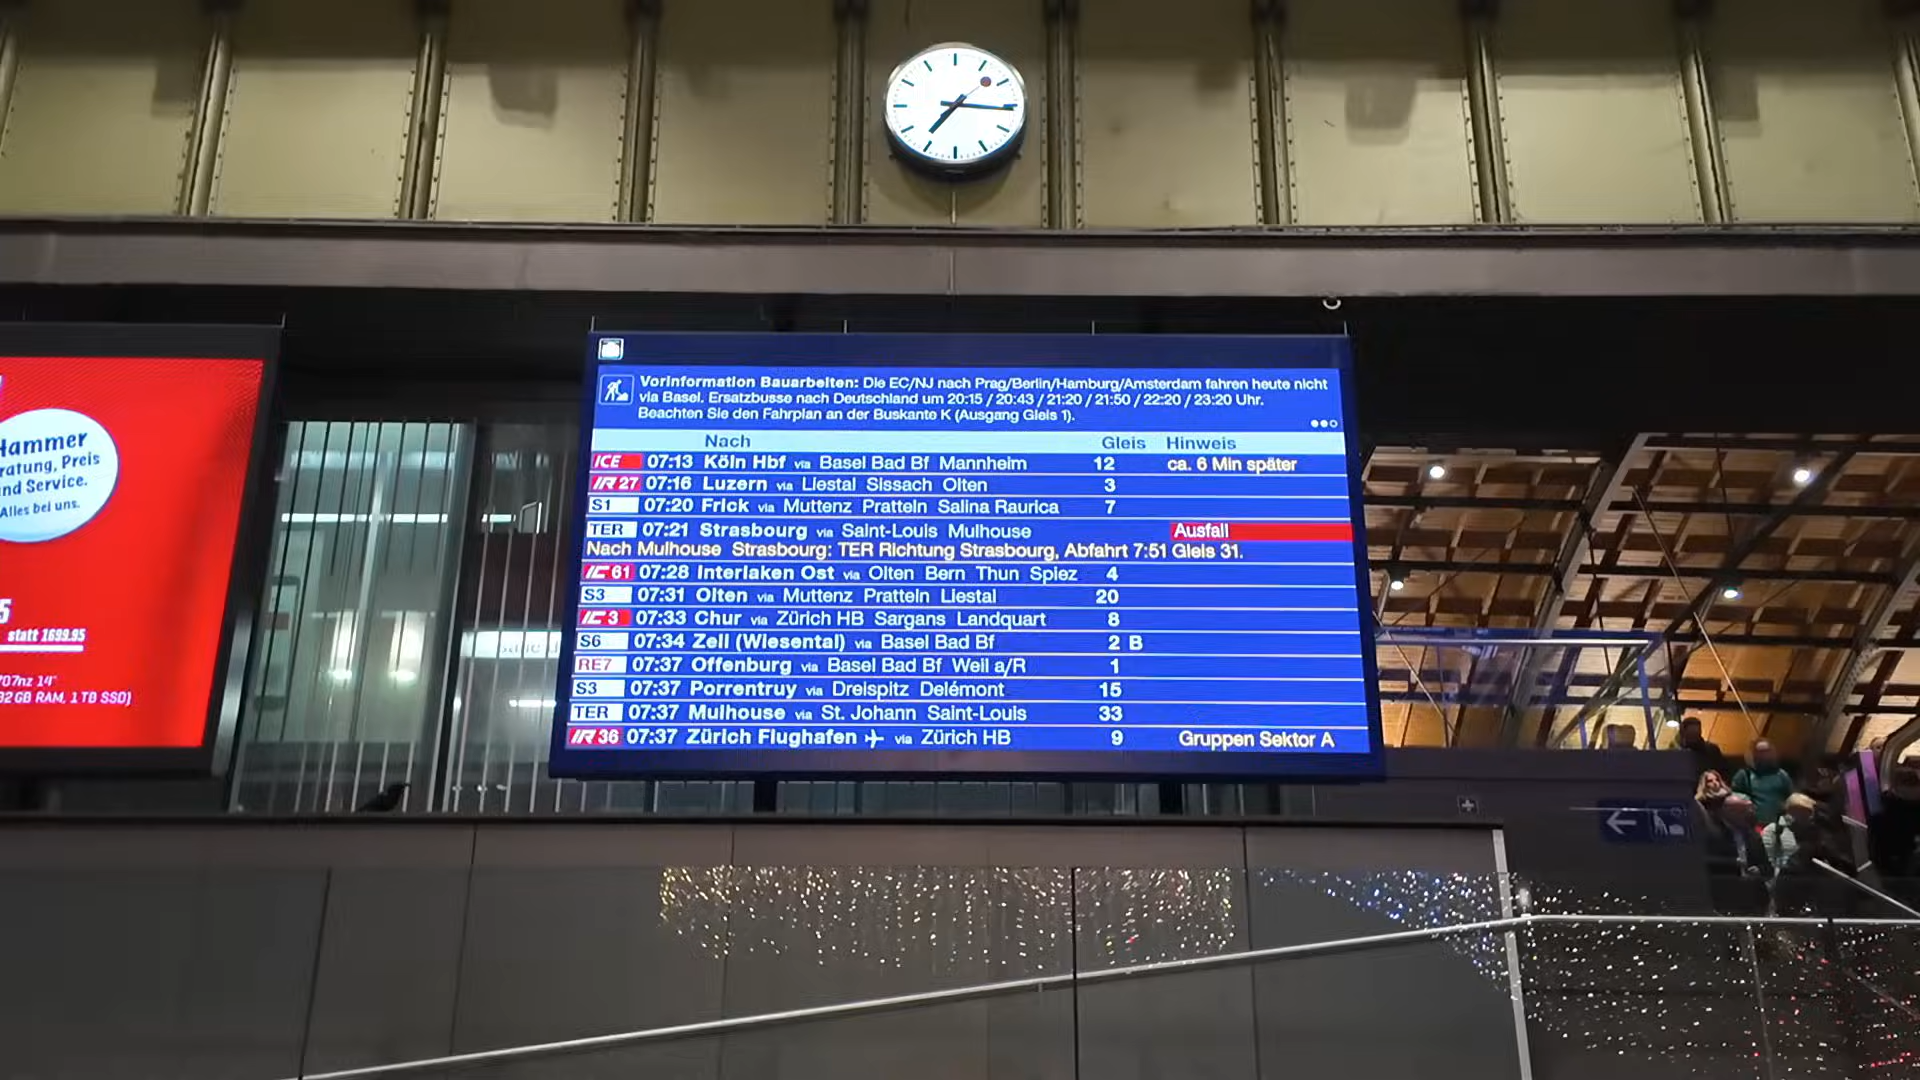 Hammer
ratung, Preis
nd Service.
Alles bei uns.
5
statt 1699.95
707nz 14"
32 GB RAM, 1 TB SSD)
Vorinformation Bauarbeiten: Die EC/NJ nach Prag/Berlin/Hamburg/Amsterdam fahren heute nicht
via Basel. Ersatzbusse nach Deutschland um 20:15 / 20:43 / 21:20 / 21:50 / 22:20 / 23:20 Uhr.
Beachten Sie den Fahrplan an der Buskante K (Ausgang Gleis 1).
Nach Gleis Hinweis
ICE 07:13 Köln Hbf via Basel Bad Bf Mannheim 12 ca. 6 Min später
IR 27 07:16 Luzern via Liestal Sissach Olten 3
S1 07:20 Frick via Muttenz Pratteln Salina Raurica 7
TER 07:21 Strasbourg via Saint-Louis Mulhouse Ausfall
Nach Mulhouse Strasbourg: TER Richtung Strasbourg, Abfahrt 7:51 Gleis 31.
IC 61 07:28 Interlaken Ost via Olten Bern Thun Spiez 4
S3 07:31 Olten via Muttenz Pratteln Liestal 20
IC 3 07:33 Chur via Zürich HB Sargans Landquart 8
S6 07:34 Zell (Wiesental) via Basel Bad Bf 2 B
RE7 07:37 Offenburg via Basel Bad Bf Weil a/R 1
S3 07:37 Porrentruy via Dreispitz Delémont 15
TER 07:37 Mulhouse via St. Johann Saint-Louis 33
IR 36 07:37 Zürich Flughafen via Zürich HB 9 Gruppen Sektor A